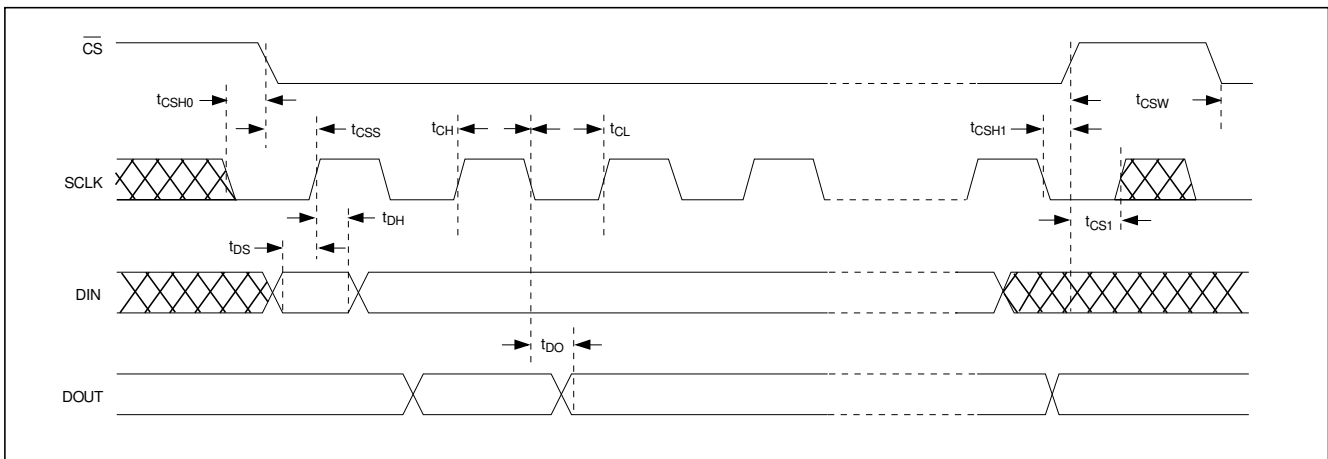 CS
tCSH0
tCSS
tCH
tCL
tCSH1
tCSW
SCLK
tDH
tCS1
tDS
DIN
tDO
DOUT